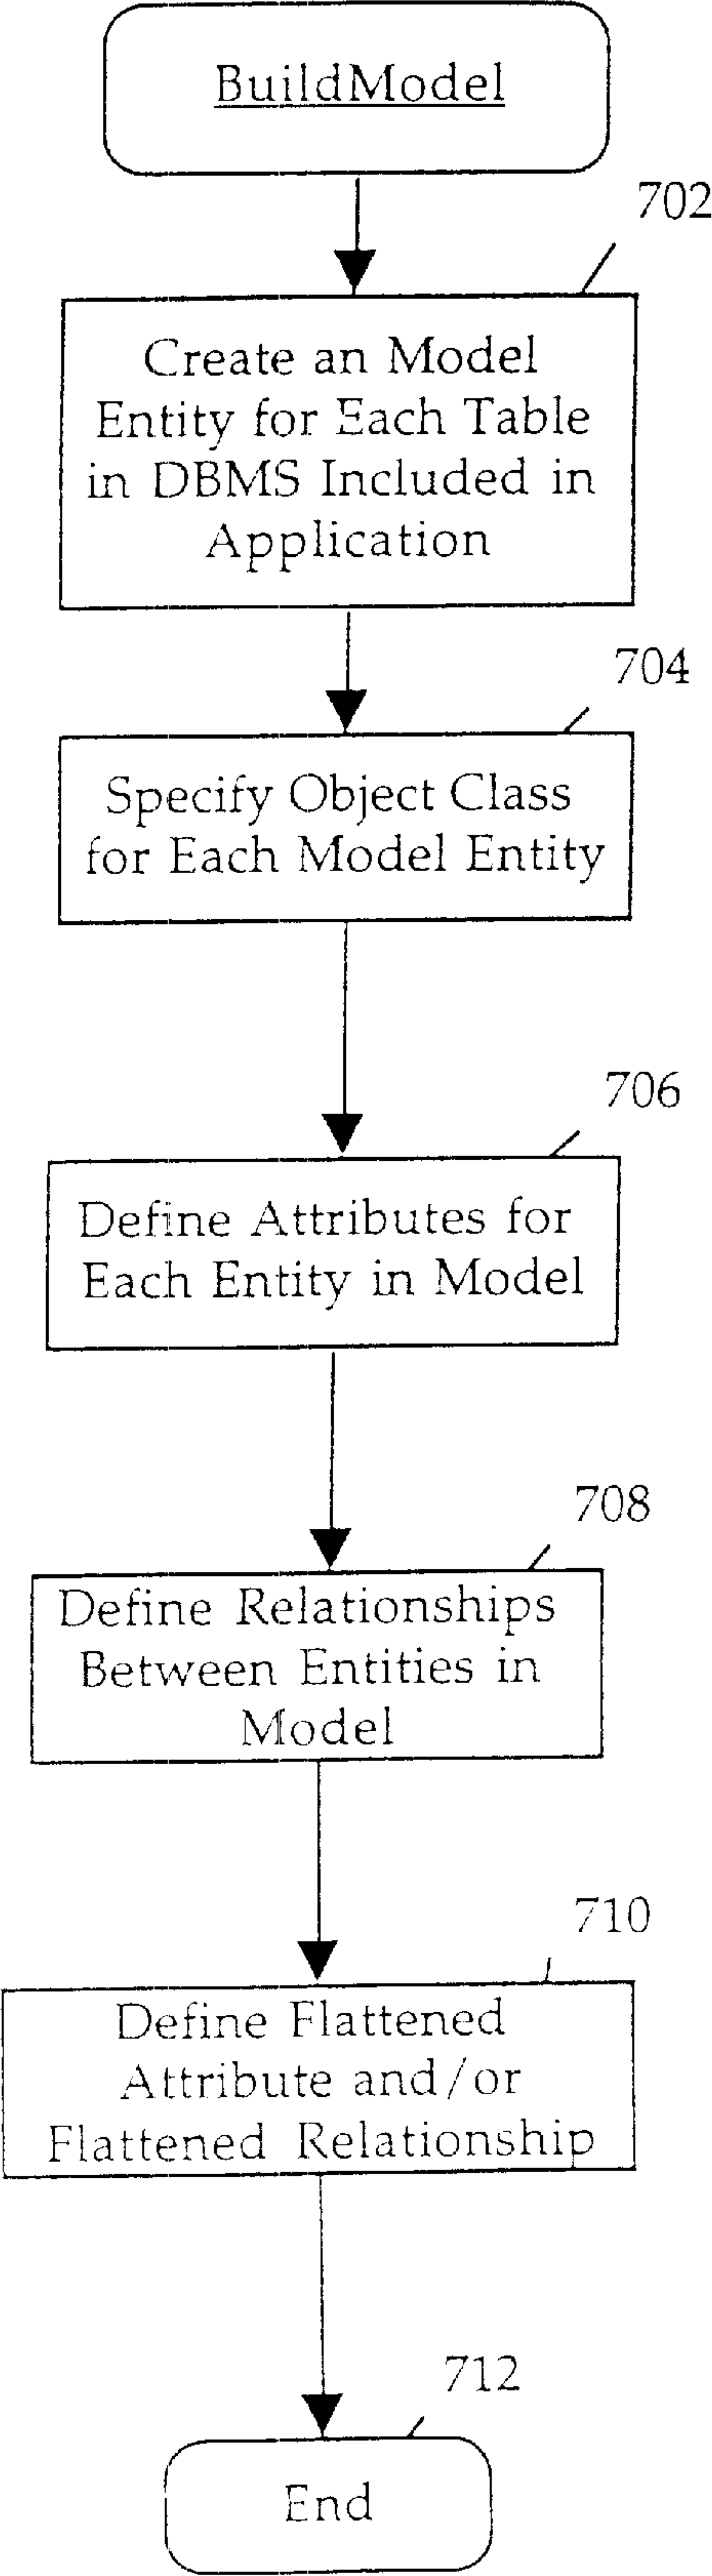 BuildModel
702
Create an Model
Entity for Each Table
in DBMS Included in
Application
704
Specify Object Class
for Each Model Entity
706
Define Attributes for
Each Entity in Model
708
Define Relationships
Between Entities in
Model
710
Define Flattened
Attribute and/or
Flattened Relationship
712
End